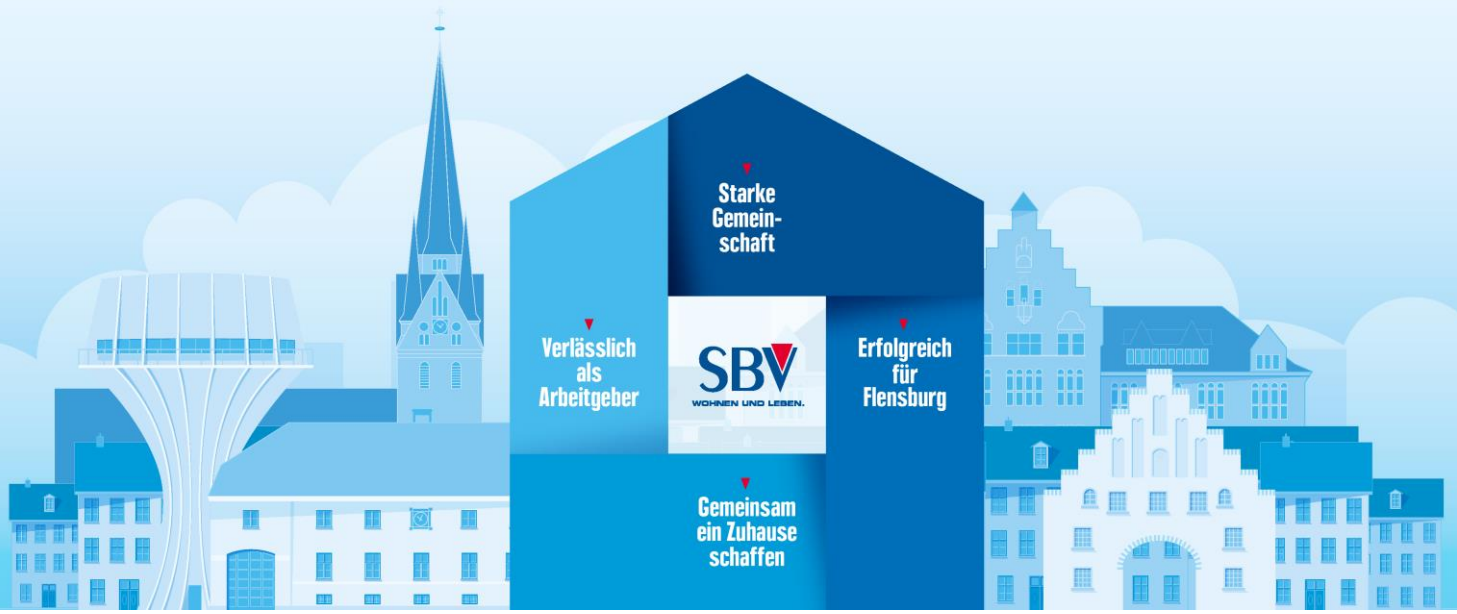 Starke
Gemein-
schaft
Verlässlich
als
Arbeitgeber
SBV
WOHNEN UND LEBEN.
Erfolgreich
für
Flensburg
Gemeinsam
ein Zuhause
schaffen